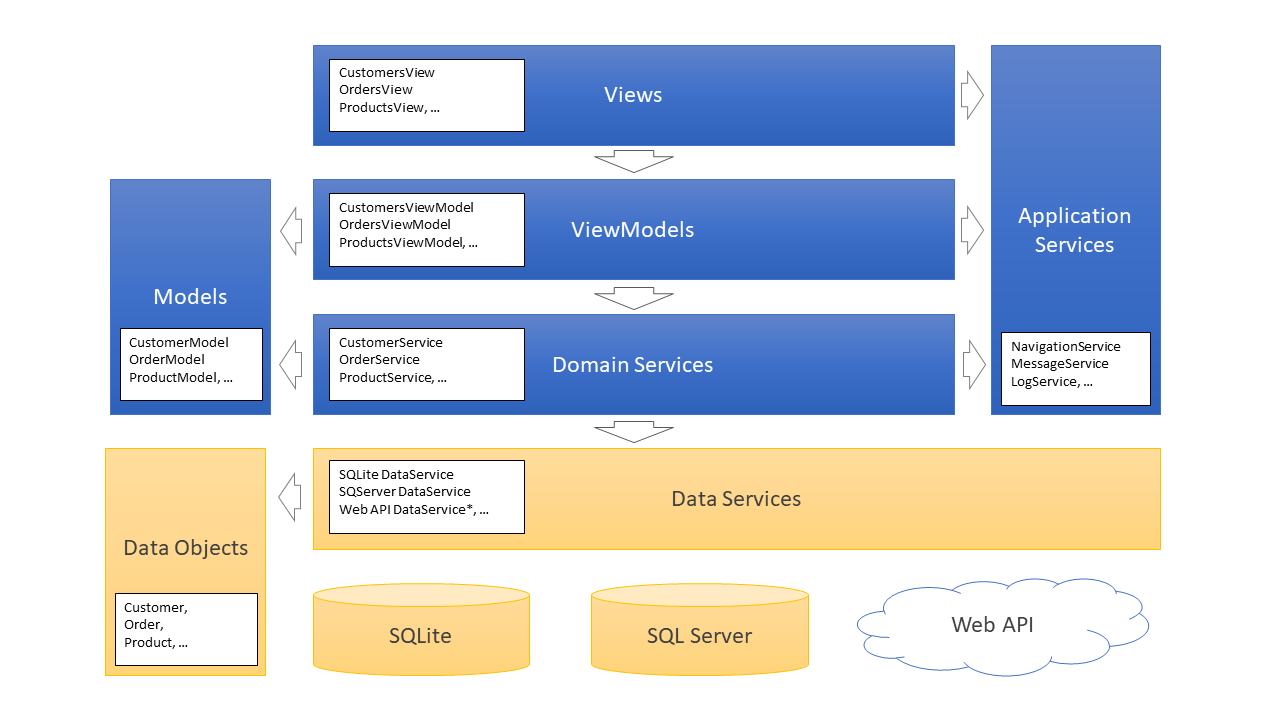 CustomersView
OrdersView
ProductsView, ...
Views
CustomersViewModel
OrdersViewModel
ProductsViewModel, ...
ViewModels
Application
Services
NavigationService
MessageService
LogService, ...
Models
CustomerModel
OrderModel
ProductModel, ...
CustomerService
OrderService
ProductService, ...
Domain Services
SQLite DataService
SQServer DataService
Web API DataService*, ...
Data Services
Data Objects
Customer,
Order,
Product, ...
SQLite
SQL Server
Web API